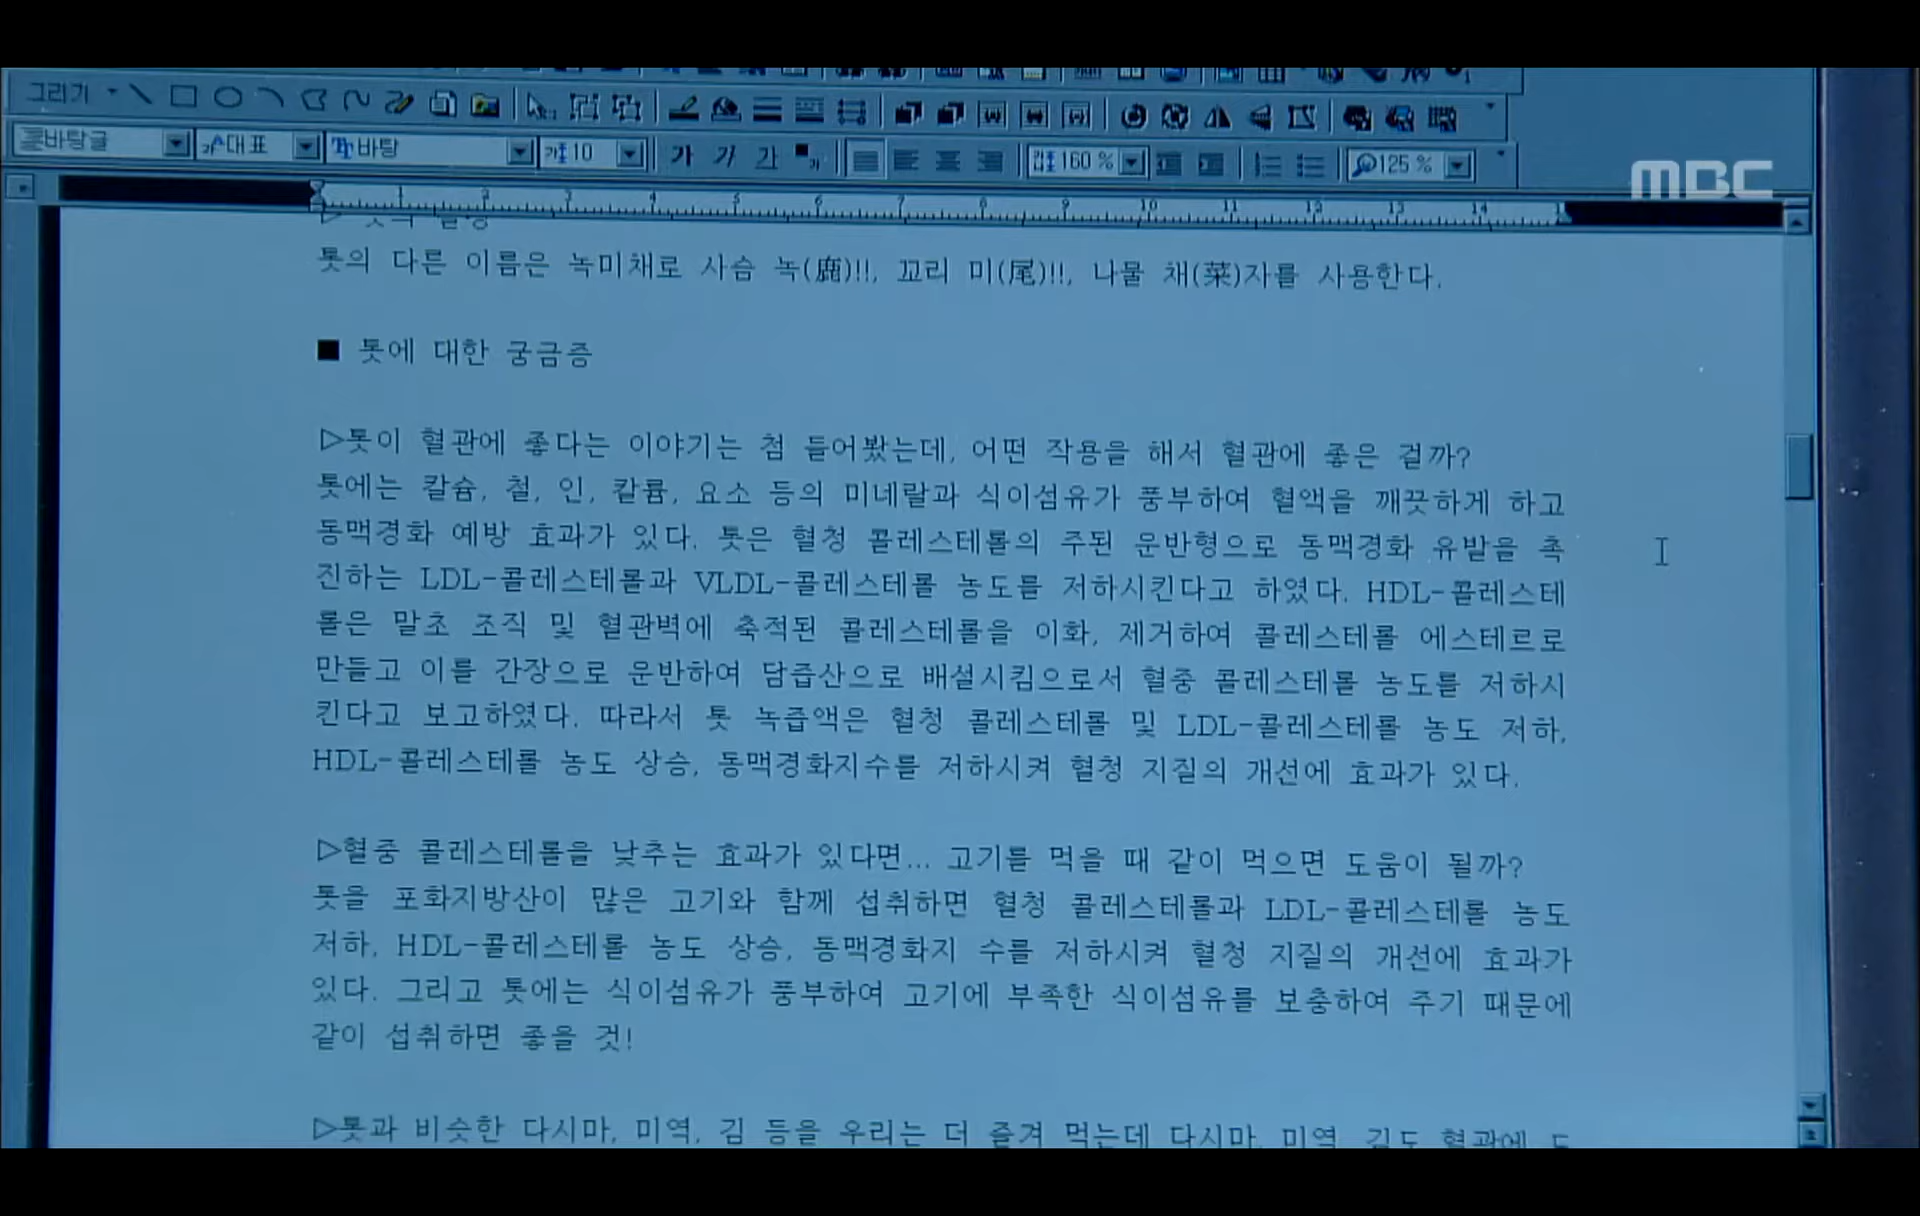 그리기
바탕글 대표 바탕 10 가 가 가 가 160 % 125 %
MBC
1 2 3 4 5 6 7 8 9 10 11 12 13 14
톳의 다른 이름은 녹미채로 사슴 녹(鹿)!!, 꼬리 미(尾)!!, 나물 채(菜)자를 사용한다.
■ 톳에 대한 궁금증
▷톳이 혈관에 좋다는 이야기는 첨 들어봤는데, 어떤 작용을 해서 혈관에 좋은 걸까?
톳에는 칼슘, 철, 인, 칼륨, 요소 등의 미네랄과 식이섬유가 풍부하여 혈액을 깨끗하게 하고
동맥경화 예방 효과가 있다. 톳은 혈청 콜레스테롤의 주된 운반형으로 동맥경화 유발을 촉
진하는 LDL-콜레스테롤과 VLDL-콜레스테롤 농도를 저하시킨다고 하였다. HDL-콜레스테
롤은 말초 조직 및 혈관벽에 축적된 콜레스테롤을 이화, 제거하여 콜레스테롤 에스테르로
만들고 이를 간장으로 운반하여 담즙산으로 배설시킴으로서 혈중 콜레스테롤 농도를 저하시
킨다고 보고하였다. 따라서 톳 녹즙액은 혈청 콜레스테롤 및 LDL-콜레스테롤 농도 저하,
HDL-콜레스테롤 농도 상승, 동맥경화지수를 저하시켜 혈청 지질의 개선에 효과가 있다.
▷혈중 콜레스테롤을 낮추는 효과가 있다면... 고기를 먹을 때 같이 먹으면 도움이 될까?
톳을 포화지방산이 많은 고기와 함께 섭취하면 혈청 콜레스테롤과 LDL-콜레스테롤 농도
저하, HDL-콜레스테롤 농도 상승, 동맥경화지 수를 저하시켜 혈청 지질의 개선에 효과가
있다. 그리고 톳에는 식이섬유가 풍부하여 고기에 부족한 식이섬유를 보충하여 주기 때문에
같이 섭취하면 좋을 것!
▷톳과 비슷한 다시마, 미역, 김 등을 우리는 더 즐겨 먹는데 다시마, 미역, 김도 혈관에